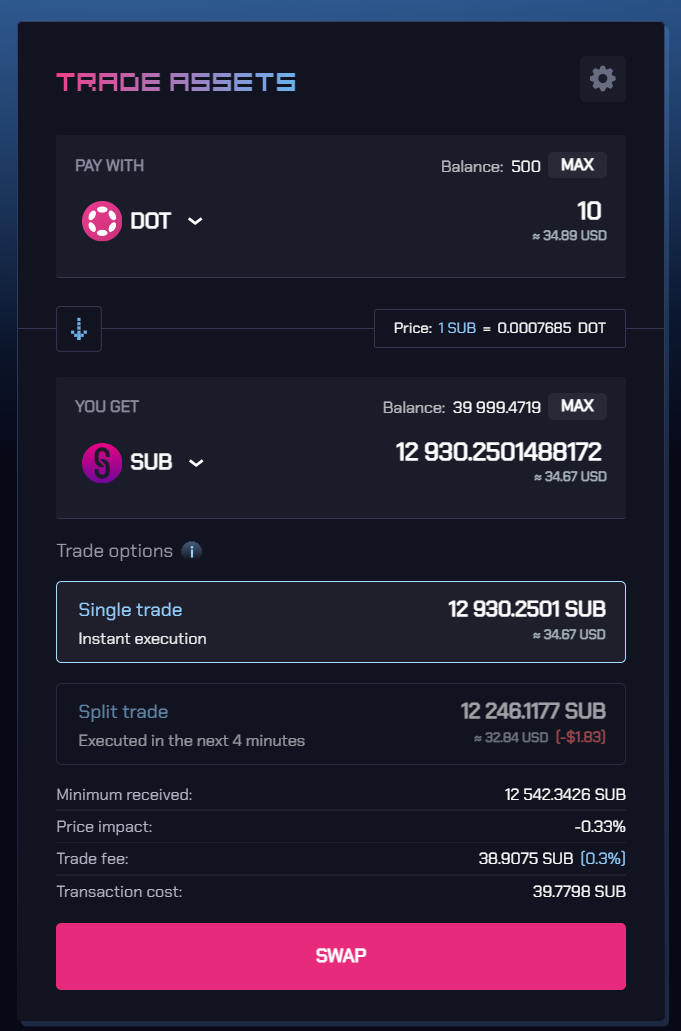 TRADE ASSETS
PAY WITH
Balance: 500 MAX
DOT
10
≈ 34.89 USD
Price: 1 SUB = 0.0007685 DOT
YOU GET
Balance: 39 999.4719 MAX
SUB
12 930.2501488172
≈ 34.67 USD
Trade options i
Single trade
12 930.2501 SUB
Instant execution
≈ 34.67 USD
Split trade
12 246.1177 SUB
Executed in the next 4 minutes
≈ 32.84 USD (-$1.83)
Minimum received: 12 542.3426 SUB
Price impact: -0.33%
Trade fee: 38.9075 SUB (0.3%)
Transaction cost: 39.7798 SUB
SWAP